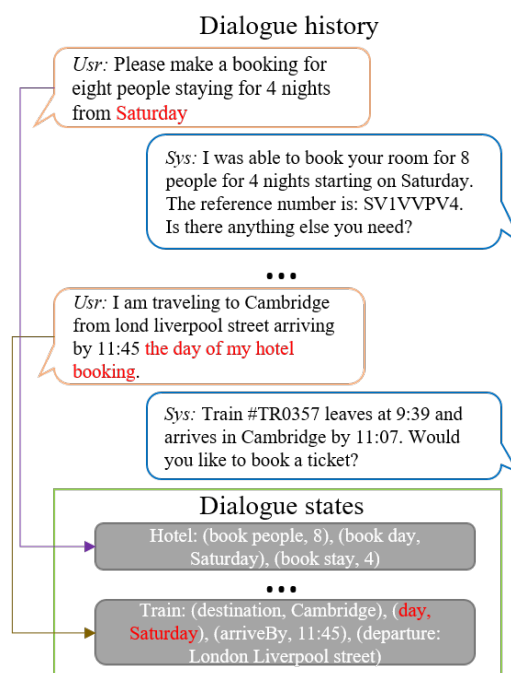 Dialogue history
Usr: Please make a booking for
eight people staying for 4 nights
from Saturday
Sys: I was able to book your room for 8
people for 4 nights starting on Saturday.
The reference number is: SV1VVPV4.
Is there anything else you need?
...
Usr: I am traveling to Cambridge
from lond liverpool street arriving
by 11:45 the day of my hotel
booking.
Sys: Train #TR0357 leaves at 9:39 and
arrives in Cambridge by 11:07. Would
you like to book a ticket?
Dialogue states
Hotel: (book people, 8), (book day,
Saturday), (book stay, 4)
...
Train: (destination, Cambridge), (day,
Saturday), (arriveBy, 11:45), (departure:
London Liverpool street)